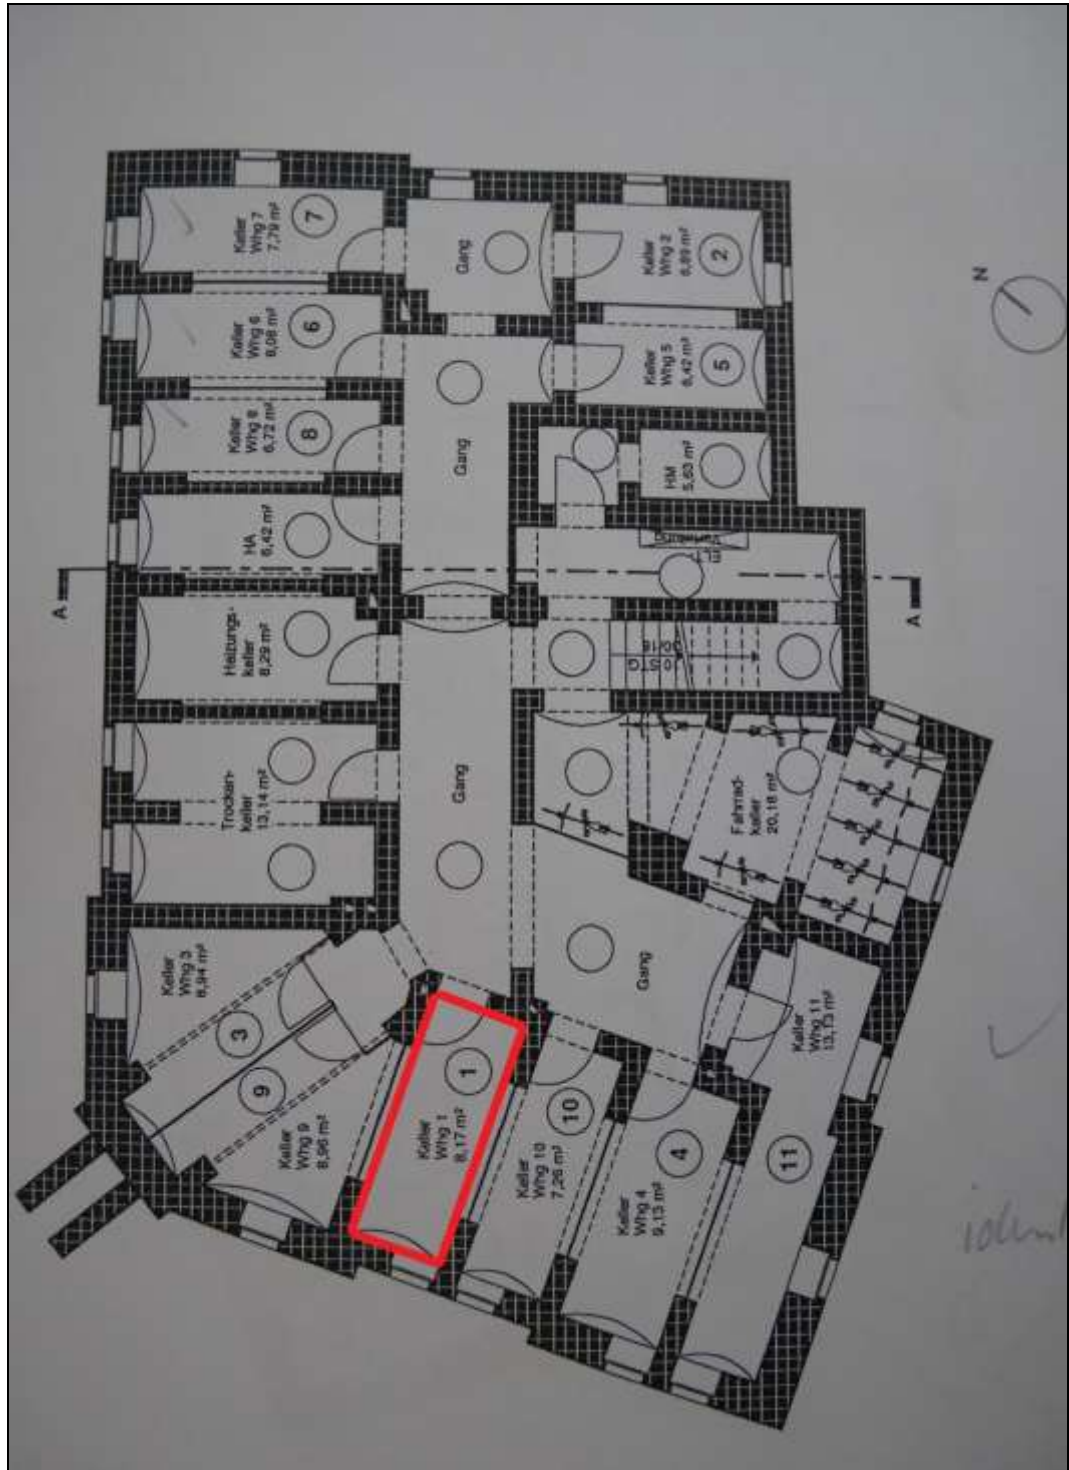 Keller
Whg 7
7,79 m²
7
Keller
Whg 6
8,08 m²
6
Keller
Whg 8
6,72 m²
8
HA
6,42 m²
Heizungs-
keller
8,29 m²
Trocken-
keller
13,14 m²
Keller
Whg 3
8,94 m²
3
9
Keller
Whg 9
8,96 m²
Keller
Whg 1
8,17 m²
1
Keller
Whg 10
7,26 m²
10
Keller
Whg 4
9,13 m²
4
Keller
Whg 11
13,13 m²
11
Gang
Gang
Gang
Gang
Keller
Whg 2
6,89 m²
2
Keller
Whg 5
6,42 m²
5
HM
5,63 m²
Fahrrad-
keller
20,18 m²
A
A
N